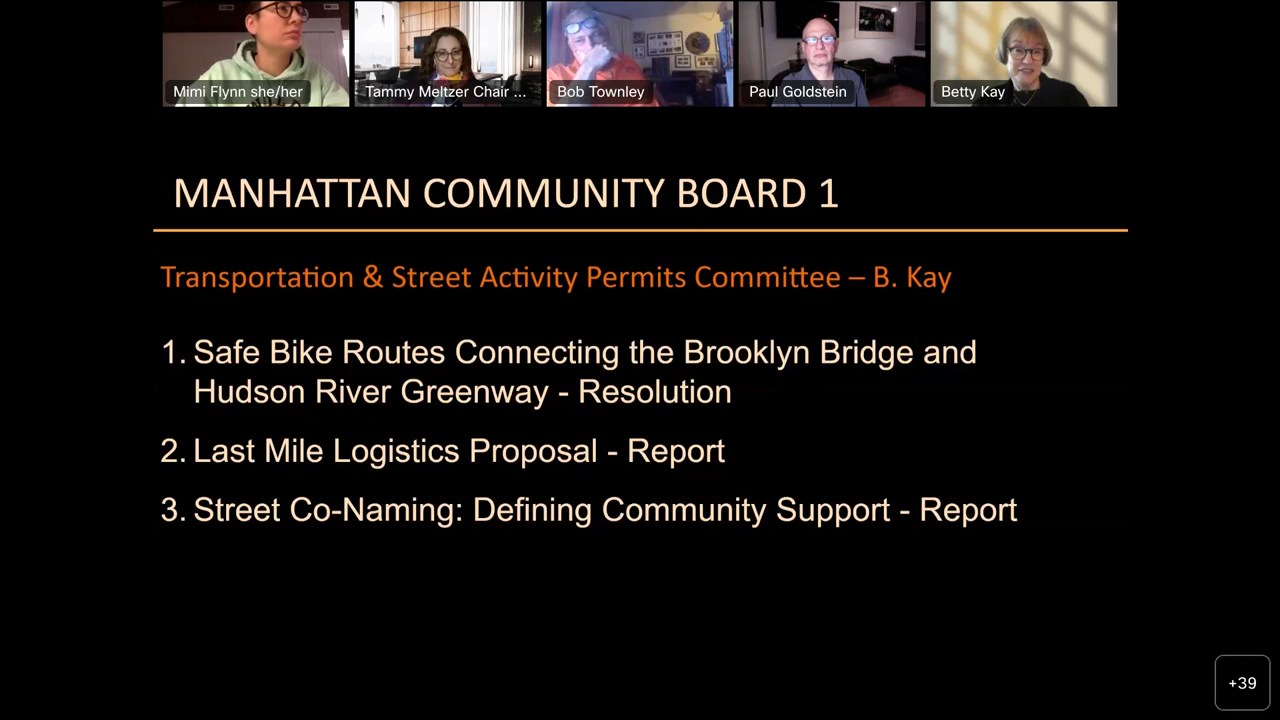 Mimi Flynn she/her
Tammy Meltzer Chair ...
Bob Townley
Paul Goldstein
Betty Kay
MANHATTAN COMMUNITY BOARD 1
Transportation & Street Activity Permits Committee – B. Kay
1. Safe Bike Routes Connecting the Brooklyn Bridge and
Hudson River Greenway - Resolution
2. Last Mile Logistics Proposal - Report
3. Street Co-Naming: Defining Community Support - Report
+39